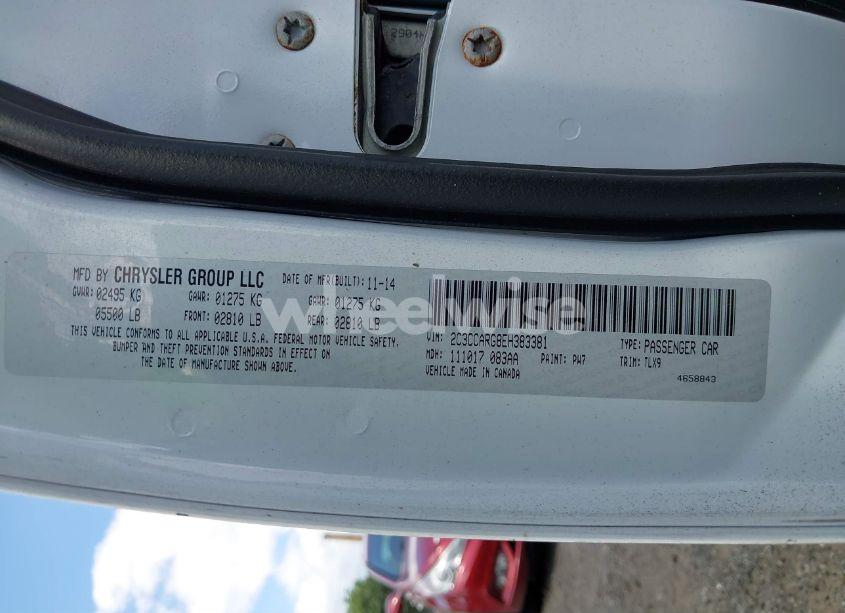 2904
MFD BY CHRYSLER GROUP LLC DATE OF MFR(BUILT): 11-14
GVWR: 02495 KG GAWR: 01275 KG GAWR: 01275 KG
05500 LB FRONT: 02810 LB REAR: 02810 LB
THIS VEHICLE CONFORMS TO ALL APPLICABLE U.S.A. FEDERAL MOTOR VEHICLE SAFETY,
BUMPER AND THEFT PREVENTION STANDARDS IN EFFECT ON
THE DATE OF MANUFACTURE SHOWN ABOVE.
VIN: 2C3CCARG8EH383381 TYPE: PASSENGER CAR
MDH: 111017 083AA PAINT: PW7 TRIM: TLX9
VEHICLE MADE IN CANADA
4658843
wheelwise